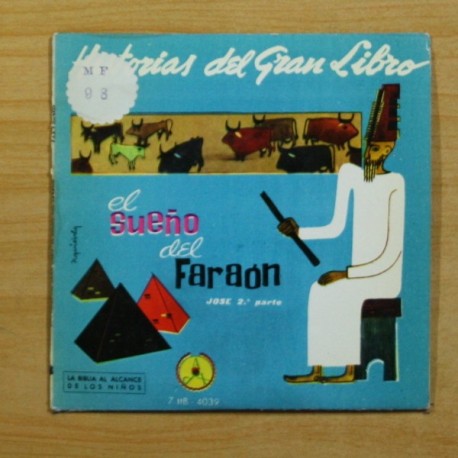 Historias del Gran Libro
M F
98
el
sueño
del
Faraón
JOSE 2.ª parte
LA BIBLIA AL ALCANCE
DE LOS NIÑOS